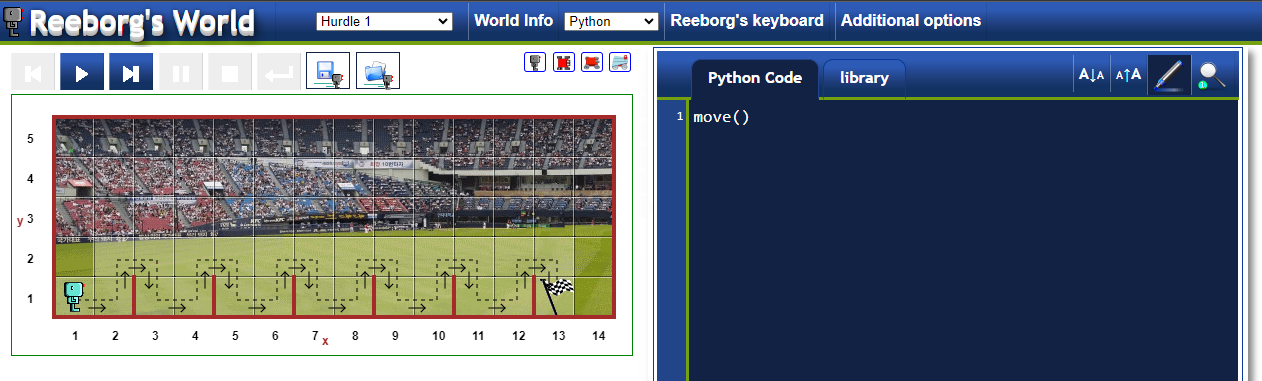 Reeborg's World
Hurdle 1
World Info
Python
Reeborg's keyboard
Additional options
Python Code
library
A↓A
A↑A
1 move()
5
4
y 3
2
1
1 2 3 4 5 6 7 8 9 10 11 12 13 14
x